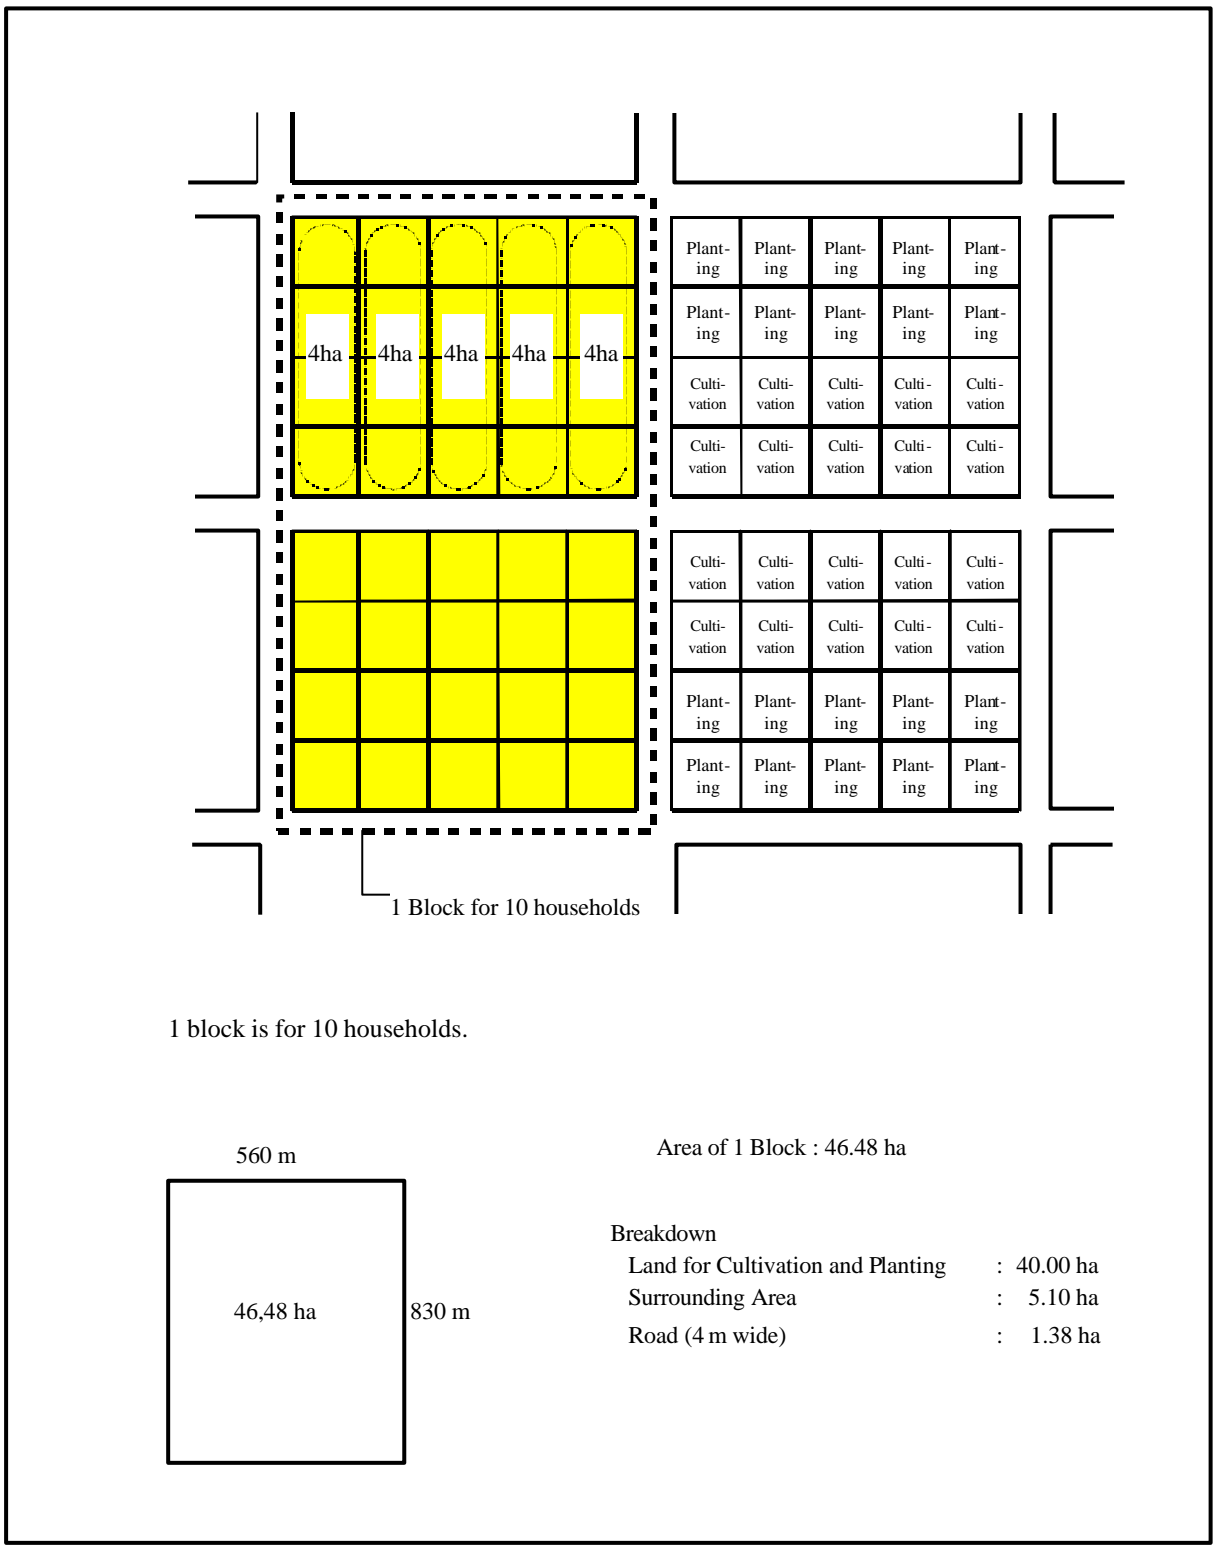 Plant- Plant- Plant- Plant- Plant-
ing ing ing ing ing
Plant- Plant- Plant- Plant- Plant-
ing ing ing ing ing
4ha 4ha 4ha 4ha 4ha
Culti- Culti- Culti- Culti- Culti-
vation vation vation vation vation
Culti- Culti- Culti- Culti- Culti-
vation vation vation vation vation
Culti- Culti- Culti- Culti- Culti-
vation vation vation vation vation
Culti- Culti- Culti- Culti- Culti-
vation vation vation vation vation
Plant- Plant- Plant- Plant- Plant-
ing ing ing ing ing
Plant- Plant- Plant- Plant- Plant-
ing ing ing ing ing
1 Block for 10 households
1 block is for 10 households.
560 m
46,48 ha
830 m
Area of 1 Block : 46.48 ha
Breakdown
Land for Cultivation and Planting : 40.00 ha
Surrounding Area : 5.10 ha
Road (4 m wide) : 1.38 ha